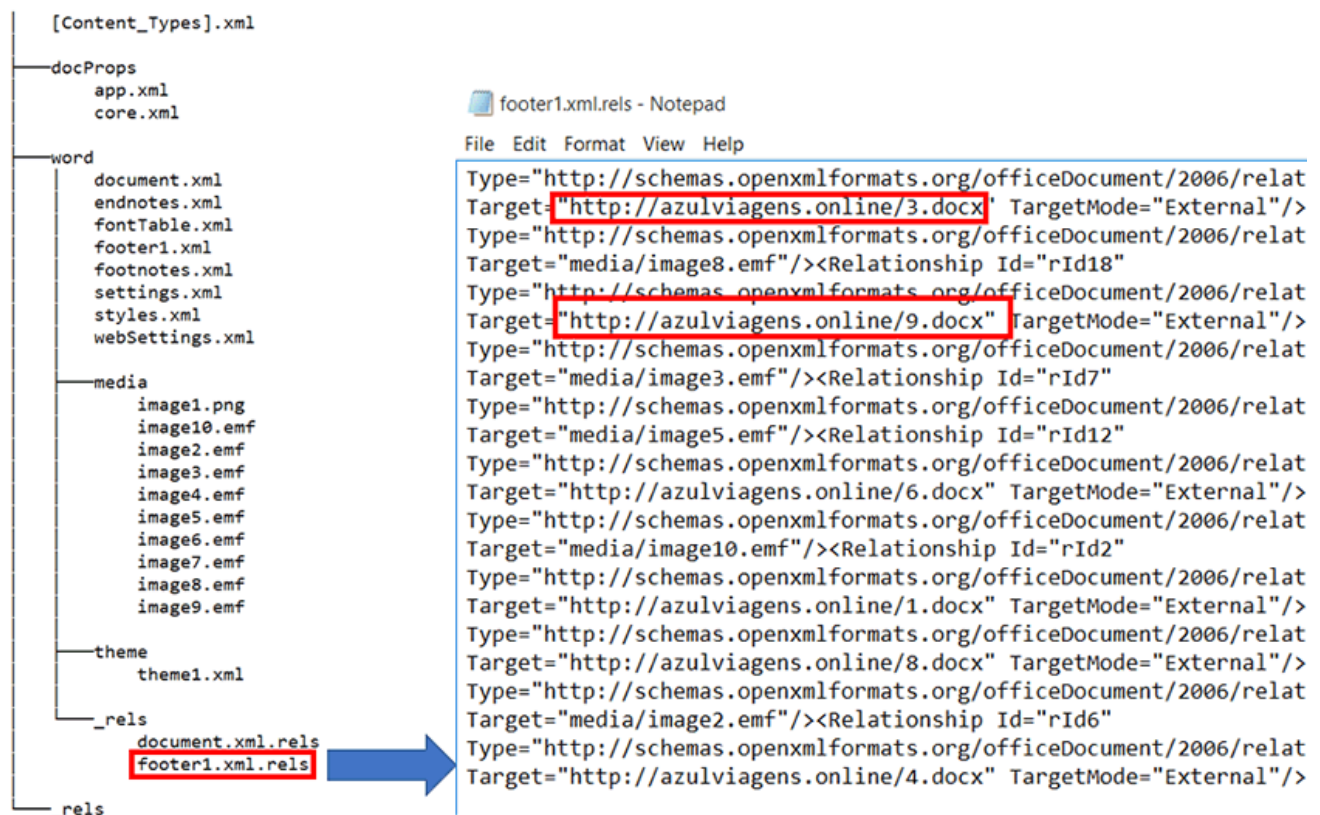 [Content_Types].xml
docProps
app.xml
core.xml
word
document.xml
endnotes.xml
fontTable.xml
footer1.xml
footnotes.xml
settings.xml
styles.xml
webSettings.xml
media
image1.png
image10.emf
image2.emf
image3.emf
image4.emf
image5.emf
image6.emf
image7.emf
image8.emf
image9.emf
theme
theme1.xml
_rels
document.xml.rels
footer1.xml.rels
_rels
footer1.xml.rels - Notepad
File Edit Format View Help
Type="http://schemas.openxmlformats.org/officeDocument/2006/relat
Target="http://azulviagens.online/3.docx" TargetMode="External"/>
Type="http://schemas.openxmlformats.org/officeDocument/2006/relat
Target="media/image8.emf"/><Relationship Id="rId18"
Type="http://schemas.openxmlformats.org/officeDocument/2006/relat
Target="http://azulviagens.online/9.docx" TargetMode="External"/>
Type="http://schemas.openxmlformats.org/officeDocument/2006/relat
Target="media/image3.emf"/><Relationship Id="rId7"
Type="http://schemas.openxmlformats.org/officeDocument/2006/relat
Target="media/image5.emf"/><Relationship Id="rId12"
Type="http://schemas.openxmlformats.org/officeDocument/2006/relat
Target="http://azulviagens.online/6.docx" TargetMode="External"/>
Type="http://schemas.openxmlformats.org/officeDocument/2006/relat
Target="media/image10.emf"/><Relationship Id="rId2"
Type="http://schemas.openxmlformats.org/officeDocument/2006/relat
Target="http://azulviagens.online/1.docx" TargetMode="External"/>
Type="http://schemas.openxmlformats.org/officeDocument/2006/relat
Target="http://azulviagens.online/8.docx" TargetMode="External"/>
Type="http://schemas.openxmlformats.org/officeDocument/2006/relat
Target="media/image2.emf"/><Relationship Id="rId6"
Type="http://schemas.openxmlformats.org/officeDocument/2006/relat
Target="http://azulviagens.online/4.docx" TargetMode="External"/>